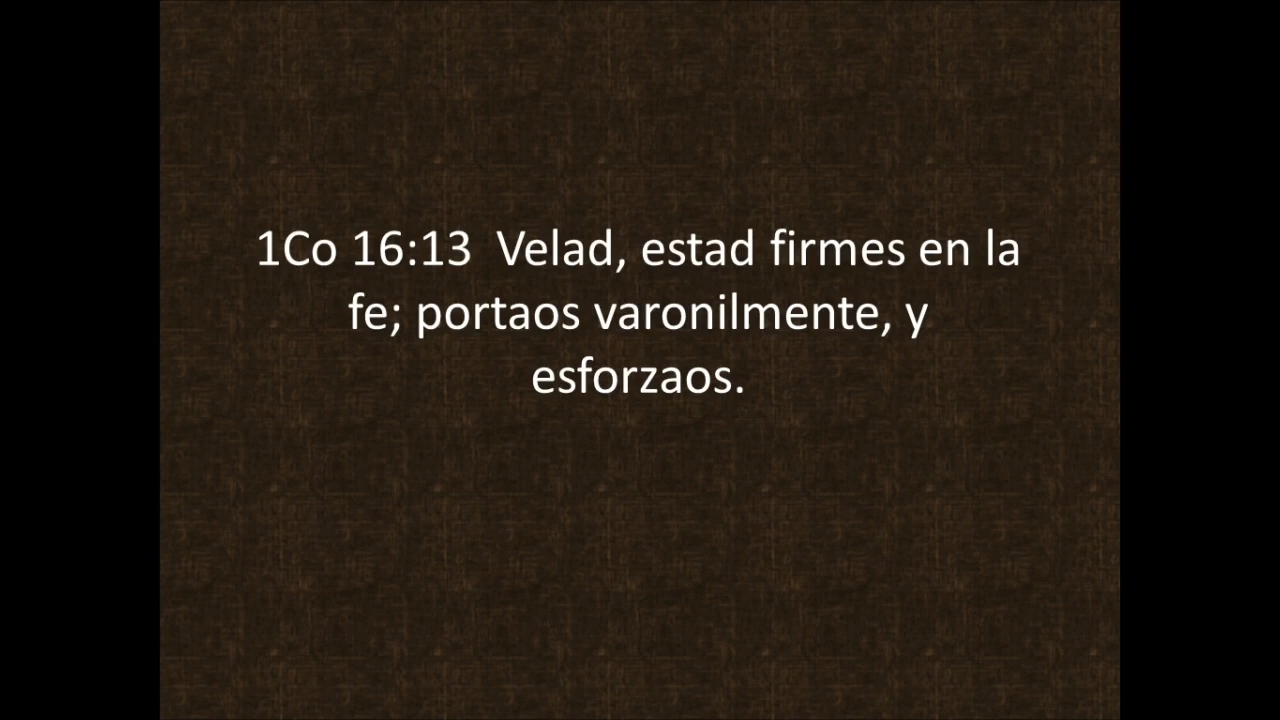 1Co 16:13  Velad, estad firmes en la
fe; portaos varonilmente, y
esforzaos.